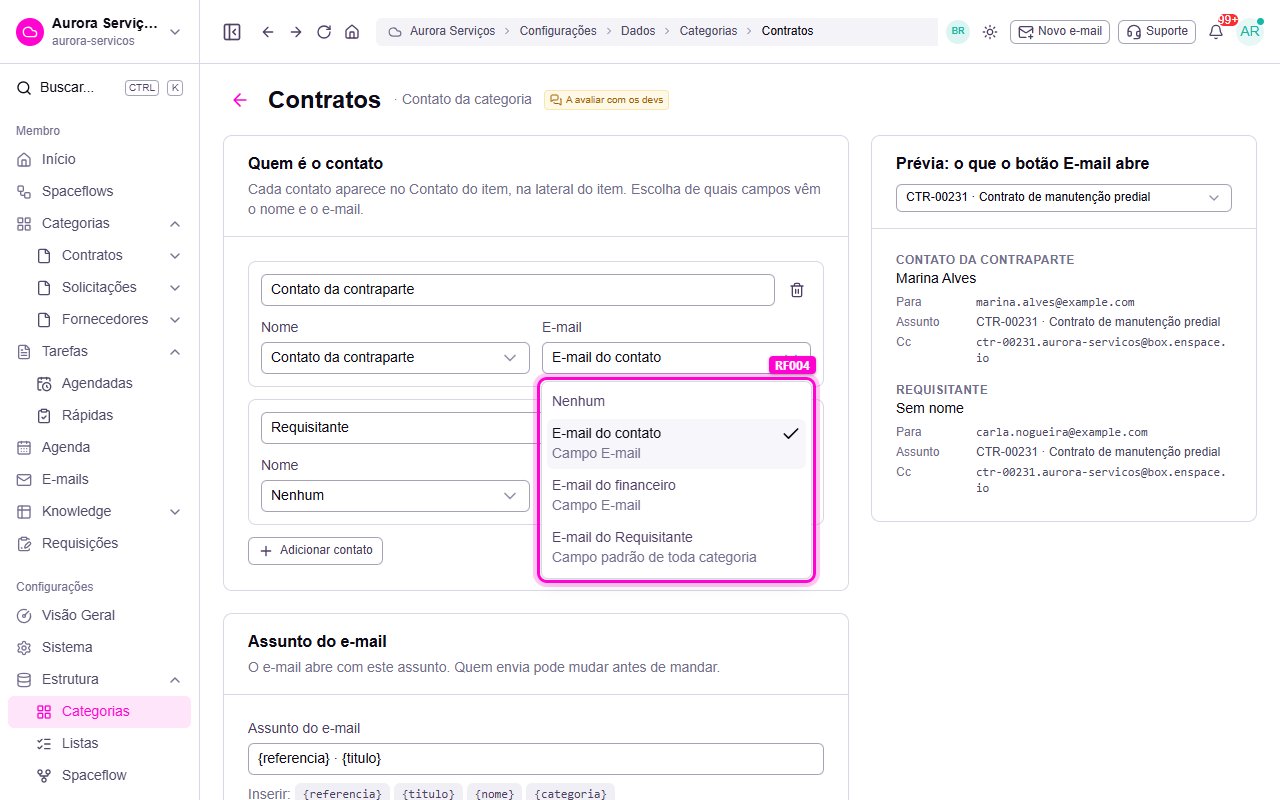 Aurora Serviç...
aurora-servicos
Aurora Serviços
Configurações
Dados
Categorias
Contratos
BR
Novo e-mail
Suporte
99+
AR
Buscar...
CTRL
K
Membro
Início
Spaceflows
Categorias
Contratos
Solicitações
Fornecedores
Tarefas
Agendadas
Rápidas
Agenda
E-mails
Knowledge
Requisições
Configurações
Visão Geral
Sistema
Estrutura
Categorias
Listas
Spaceflow
Contratos
· Contato da categoria
A avaliar com os devs
Quem é o contato
Cada contato aparece no Contato do item, na lateral do item. Escolha de quais campos vêm
o nome e o e-mail.
Contato da contraparte
Nome
E-mail
Contato da contraparte
E-mail do contato
RF004
Nenhum
E-mail do contato
Campo E-mail
E-mail do financeiro
Campo E-mail
E-mail do Requisitante
Campo padrão de toda categoria
Requisitante
Nome
Nenhum
Adicionar contato
Assunto do e-mail
O e-mail abre com este assunto. Quem envia pode mudar antes de mandar.
Assunto do e-mail
{referencia} · {titulo}
Inserir: {referencia} {titulo} {nome} {categoria}
Prévia: o que o botão E-mail abre
CTR-00231 · Contrato de manutenção predial
CONTATO DA CONTRAPARTE
Marina Alves
Para marina.alves@example.com
Assunto CTR-00231 · Contrato de manutenção predial
Cc ctr-00231.aurora-servicos@box.enspace.
io
REQUISITANTE
Sem nome
Para carla.nogueira@example.com
Assunto CTR-00231 · Contrato de manutenção predial
Cc ctr-00231.aurora-servicos@box.enspace.
io